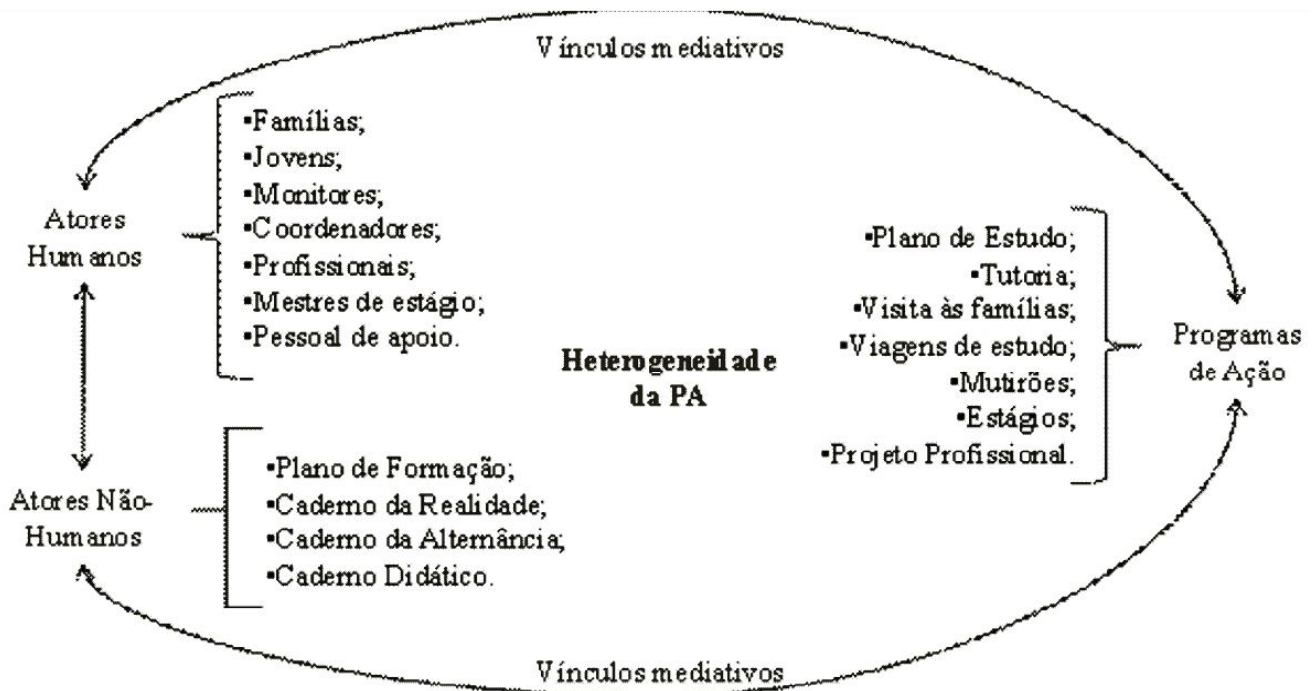 Vínculos mediativos
▪Famílias;
▪Jovens;
▪Monitores;
▪Coordenadores;
▪Profissionais;
▪Mestres de estágio;
▪Pessoal de apoio.
Atores
Humanos
Heterogeneidade
da PA
▪Plano de Estudo;
▪Tutoria;
▪Visita às famílias;
▪Viagens de estudo;
▪Mutirões;
▪Estágios;
▪Projeto Profissional.
Programas
de Ação
Atores Não-
Humanos
▪Plano de Formação;
▪Caderno da Realidade;
▪Caderno da Alternância;
▪Caderno Didático.
Vínculos mediativos